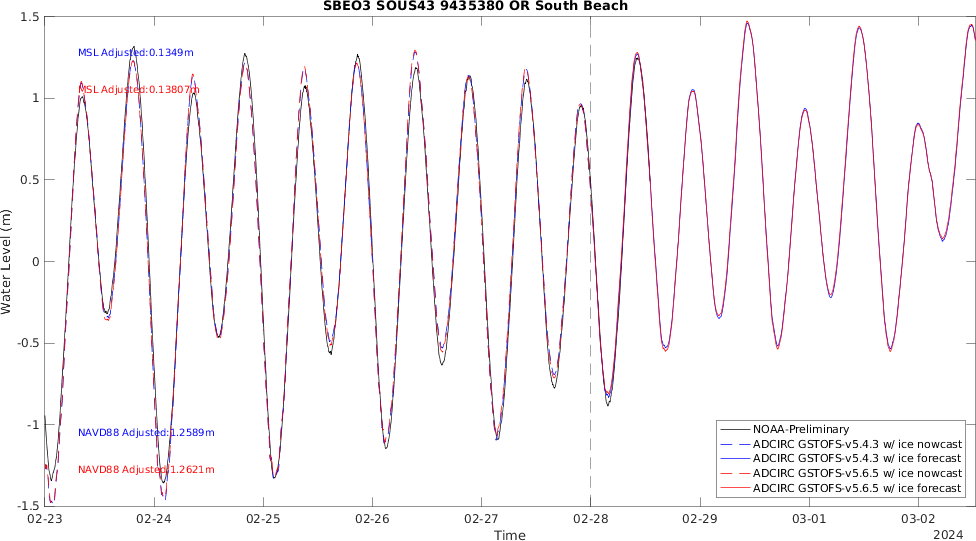 SBEO3 SOUS43 9435380 OR South Beach
1.5
1
0.5
0
-0.5
-1
-1.5
Water Level (m)
MSL Adjusted:0.1349m
MSL Adjusted:0.13807m
NAVD88 Adjusted:1.2589m
NAVD88 Adjusted:1.2621m
NOAA-Preliminary
ADCIRC GSTOFS-v5.4.3 w/ ice nowcast
ADCIRC GSTOFS-v5.4.3 w/ ice forecast
ADCIRC GSTOFS-v5.6.5 w/ ice nowcast
ADCIRC GSTOFS-v5.6.5 w/ ice forecast
02-23 02-24 02-25 02-26 02-27 02-28 02-29 03-01 03-02
Time
2024